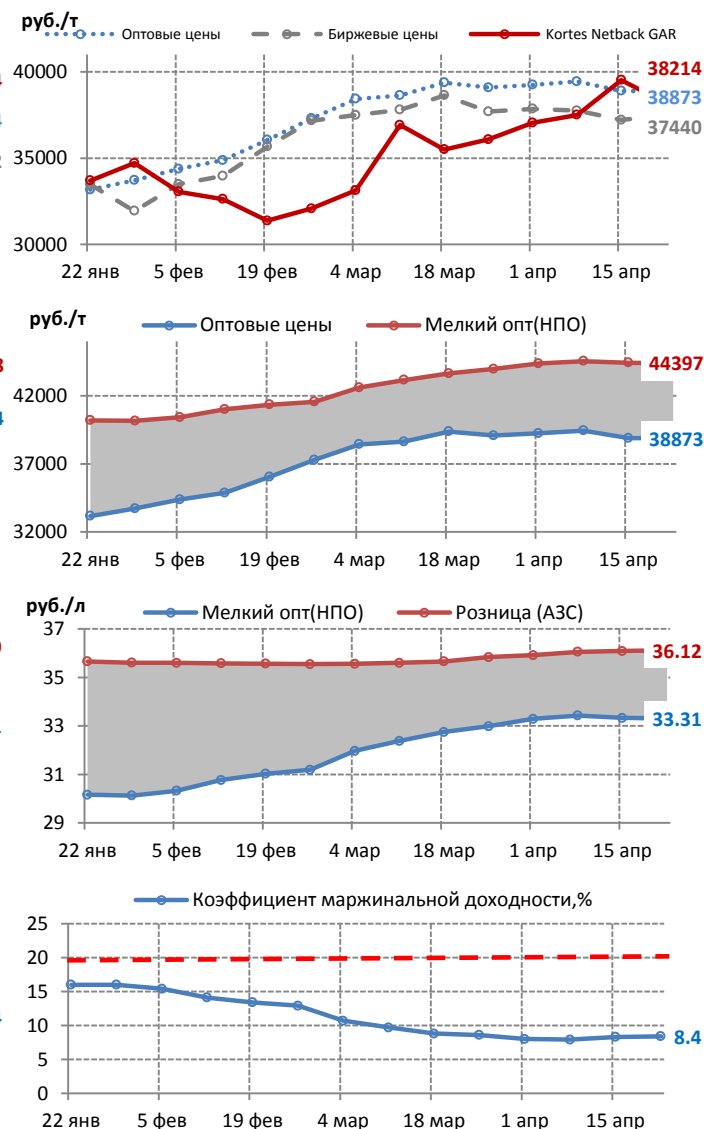 руб./т
Оптовые цены Биржевые цены Kortes Netback GAR
40000
35000
30000
38214
38873
37440
22 янв 5 фев 19 фев 4 мар 18 мар 1 апр 15 апр
руб./т
Оптовые цены Мелкий опт(НПО)
42000
37000
32000
44397
38873
22 янв 5 фев 19 фев 4 мар 18 мар 1 апр 15 апр
руб./л
Мелкий опт(НПО) Розница (АЗС)
37
35
33
31
29
36.12
33.31
22 янв 5 фев 19 фев 4 мар 18 мар 1 апр 15 апр
Коэффициент маржинальной доходности,%
25
20
15
10
5
0
8.4
22 янв 5 фев 19 фев 4 мар 18 мар 1 апр 15 апр